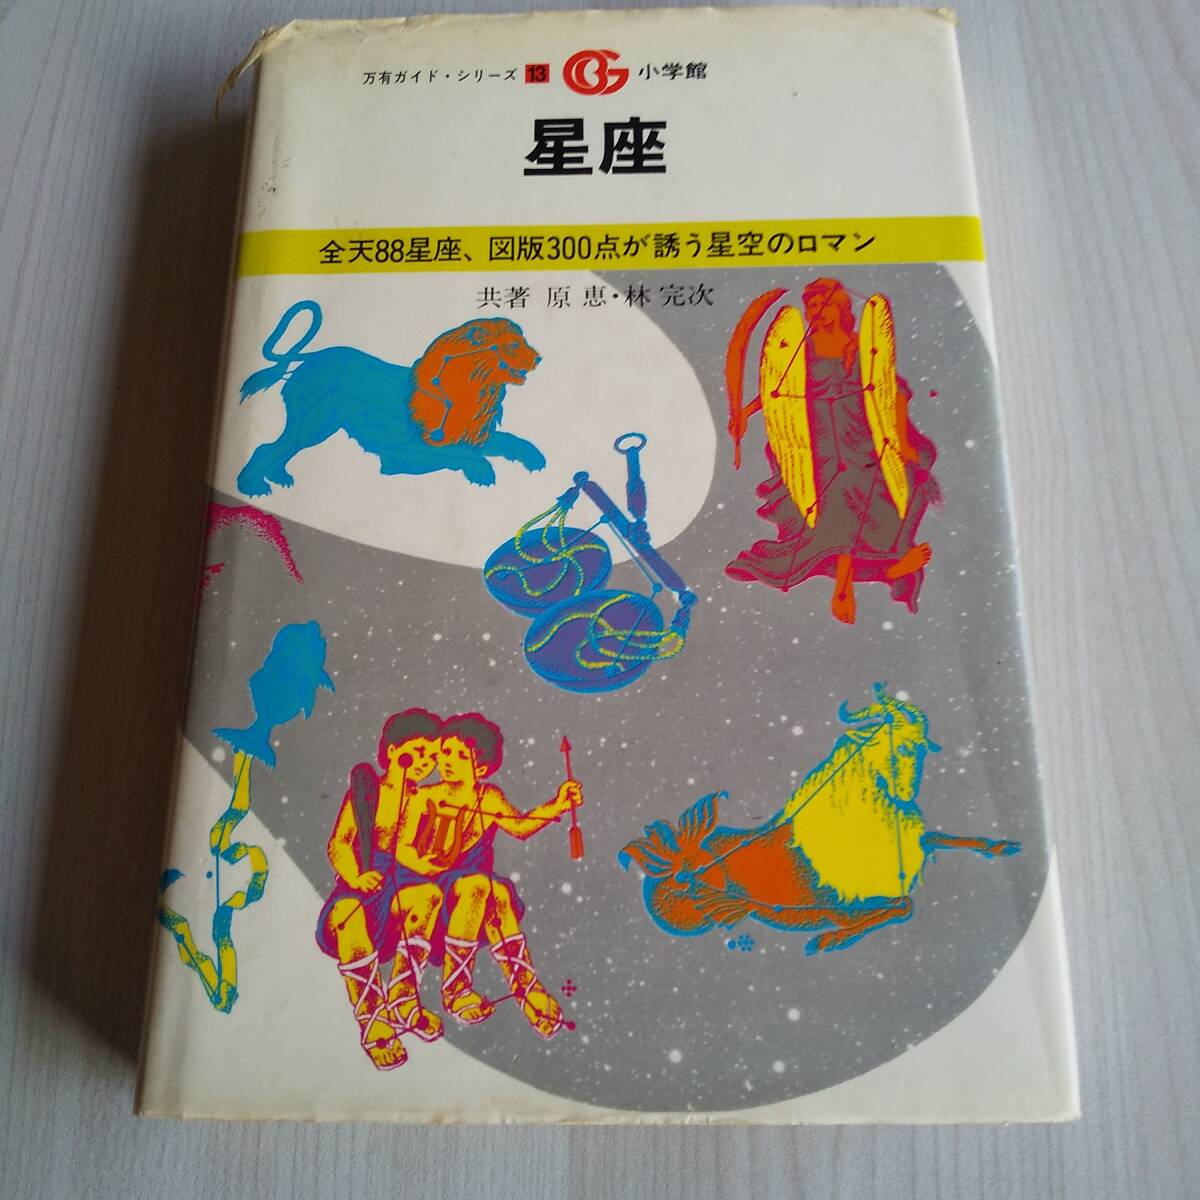 万有ガイド・シリーズ 13 小学館
星座
全天88星座、図版300点が誘う星空のロマン
共著 原 恵・林 完次